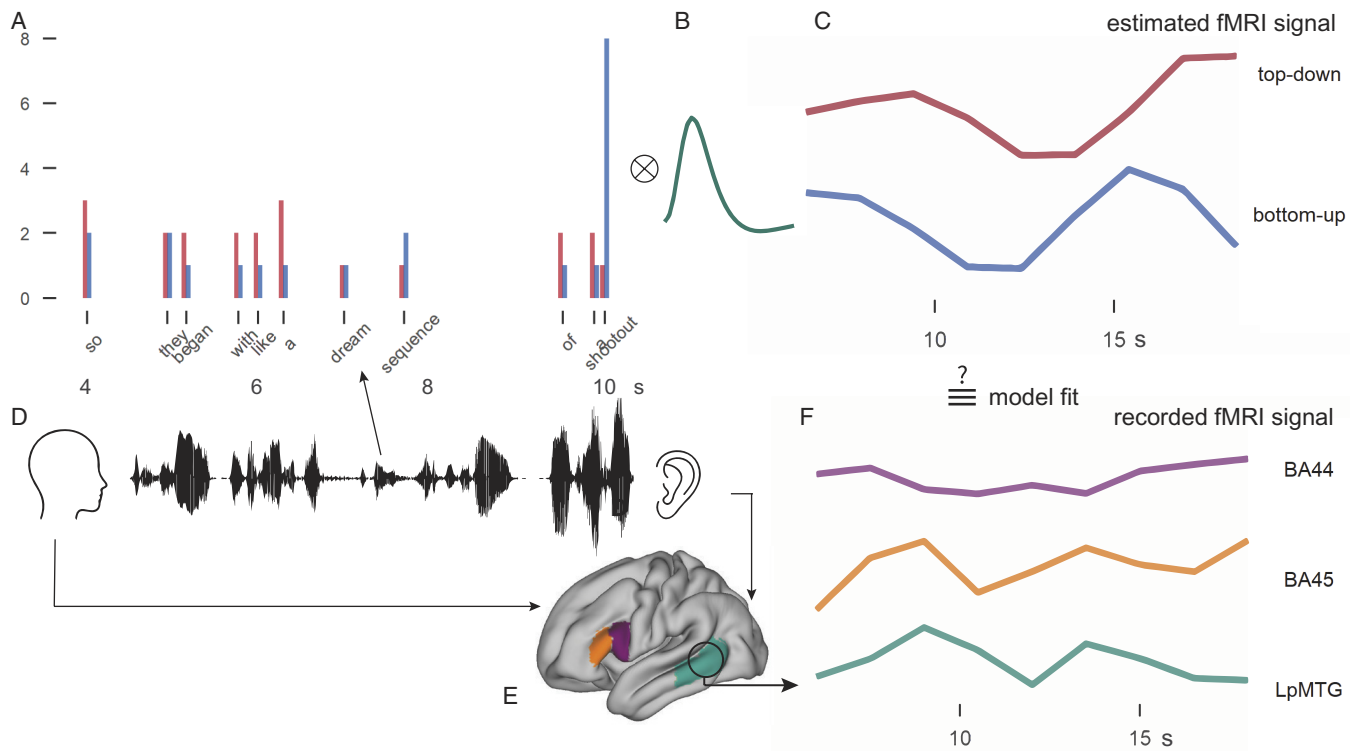 A
8
6
4
2
0
so
they
began
with
like
a
dream
sequence
of
a
shootout
4
6
8
10 s
B
C
estimated fMRI signal
top-down
bottom-up
10
15 s
?
model fit
D
E
F
recorded fMRI signal
BA44
BA45
LpMTG
10
15 s